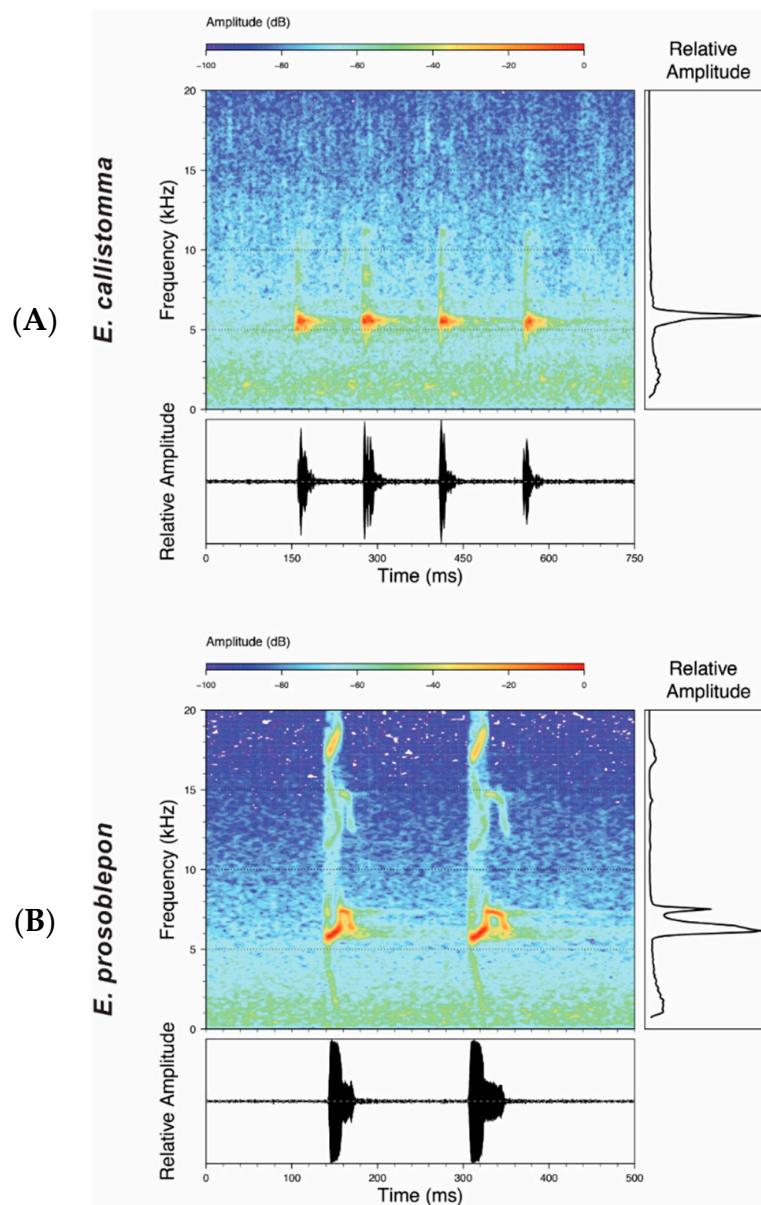 Amplitude (dB)
−100 −80 −60 −40 −20 0
Relative
Amplitude
(A)
E. callistomma
Frequency (kHz)
20
15
10
5
0
Relative Amplitude
0 150 300 450 600 750
Time (ms)
Amplitude (dB)
−100 −80 −60 −40 −20 0
Relative
Amplitude
(B)
E. prosoblepon
Frequency (kHz)
20
15
10
5
0
Relative Amplitude
0 100 200 300 400 500
Time (ms)